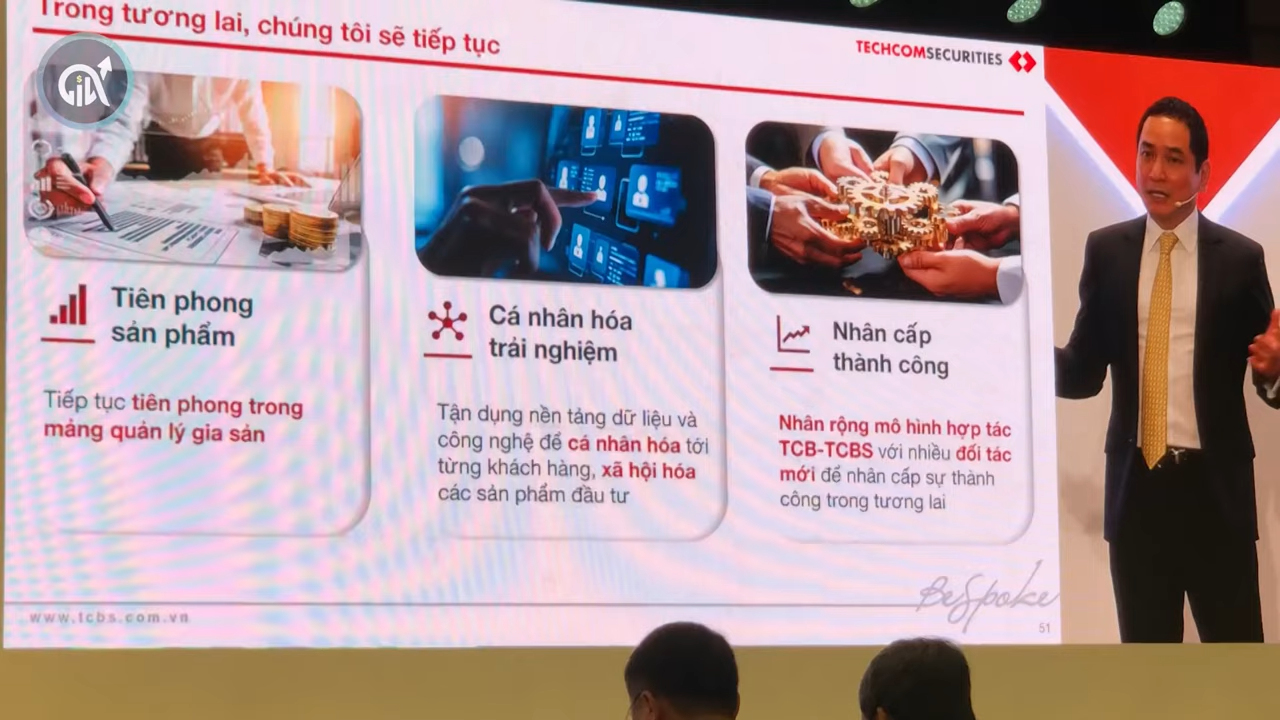 Trong tương lai, chúng tôi sẽ tiếp tục
TECHCOMSECURITIES
GILA
Tiên phong
sản phẩm
Tiếp tục tiên phong trong
mảng quản lý gia sản
Cá nhân hóa
trải nghiệm
Tận dụng nền tảng dữ liệu và
công nghệ để cá nhân hóa tới
từng khách hàng, xã hội hóa
các sản phẩm đầu tư
Nhân cấp
thành công
Nhân rộng mô hình hợp tác
TCB-TCBS với nhiều đối tác
mới để nhân cấp sự thành
công trong tương lai
BeSpoke
www.tcbs.com.vn
51